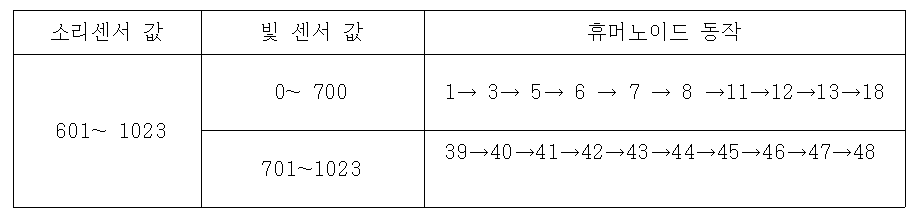 소리센서 값 빛 센서 값 휴머노이드 동작
0~ 700 1→ 3→ 5→ 6 → 7 → 8 →11→12→13→18
601~ 1023
701~1023 39→40→41→42→43→44→45→46→47→48